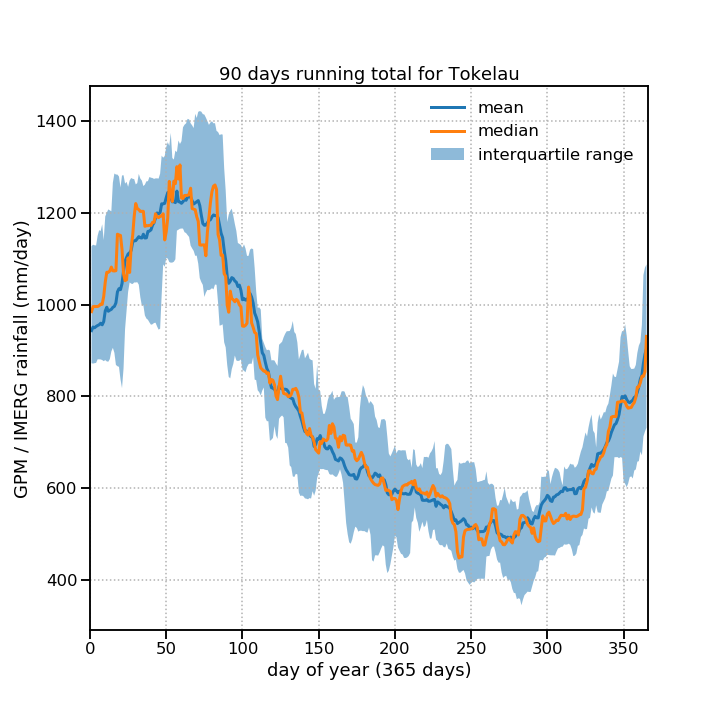 90 days running total for Tokelau
mean
median
interquartile range
GPM / IMERG rainfall (mm/day)
1400
1200
1000
800
600
400
0 50 100 150 200 250 300 350
day of year (365 days)